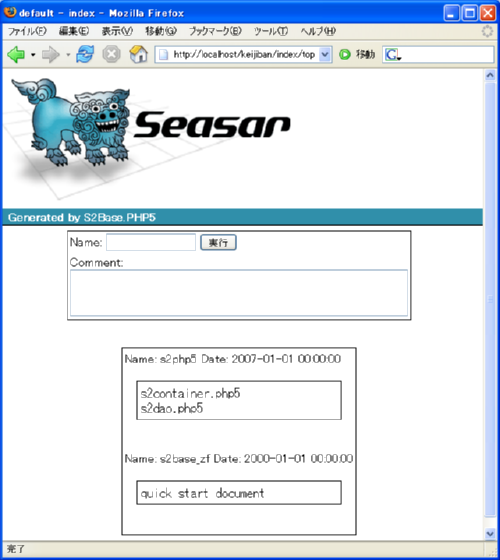 default - index - Mozilla Firefox
ファイル(F) 編集(E) 表示(V) 移動(G) ブックマーク(B) ツール(T) ヘルプ(H)
http://localhost/keijiban/index/top 移動
Seasar
Generated by S2Base.PHP5
Name: 実行
Comment:
Name: s2php5 Date: 2007-01-01 00:00:00
s2container.php5
s2dao.php5
Name: s2base_zf Date: 2000-01-01 00:00:00
quick start document
完了